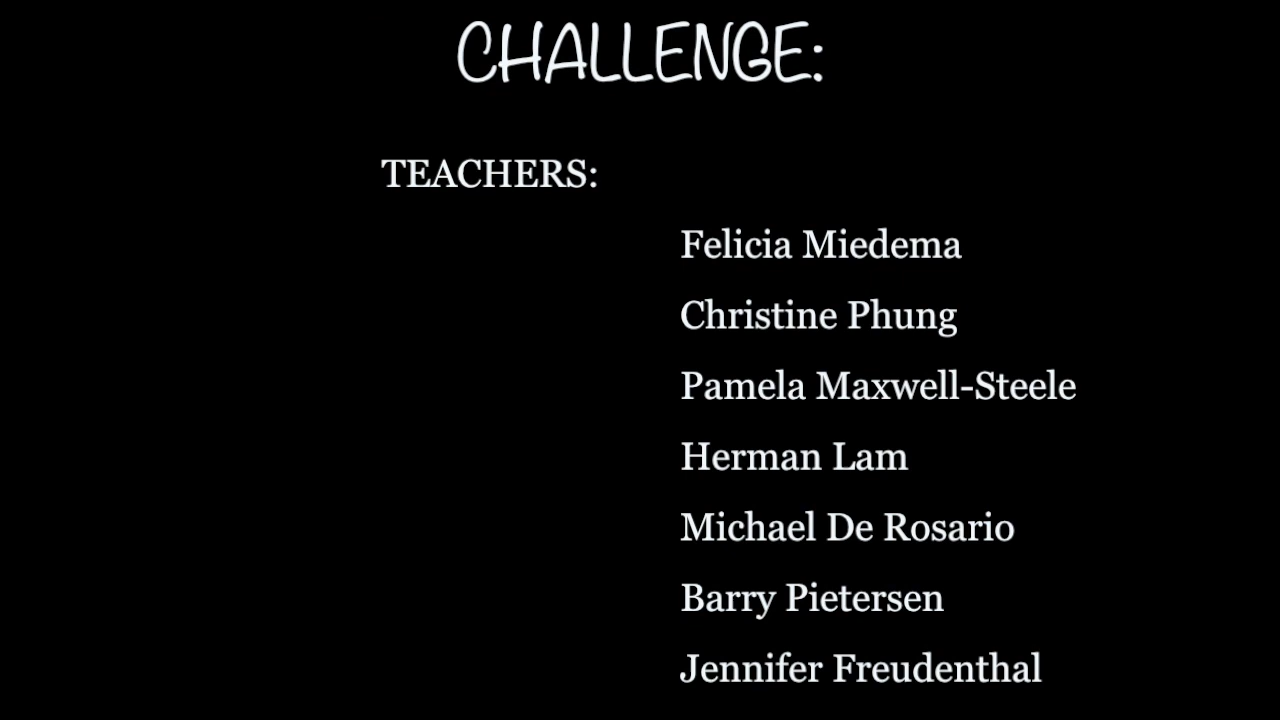 CHALLENGE:
TEACHERS:
Felicia Miedema
Christine Phung
Pamela Maxwell-Steele
Herman Lam
Michael De Rosario
Barry Pietersen
Jennifer Freudenthal